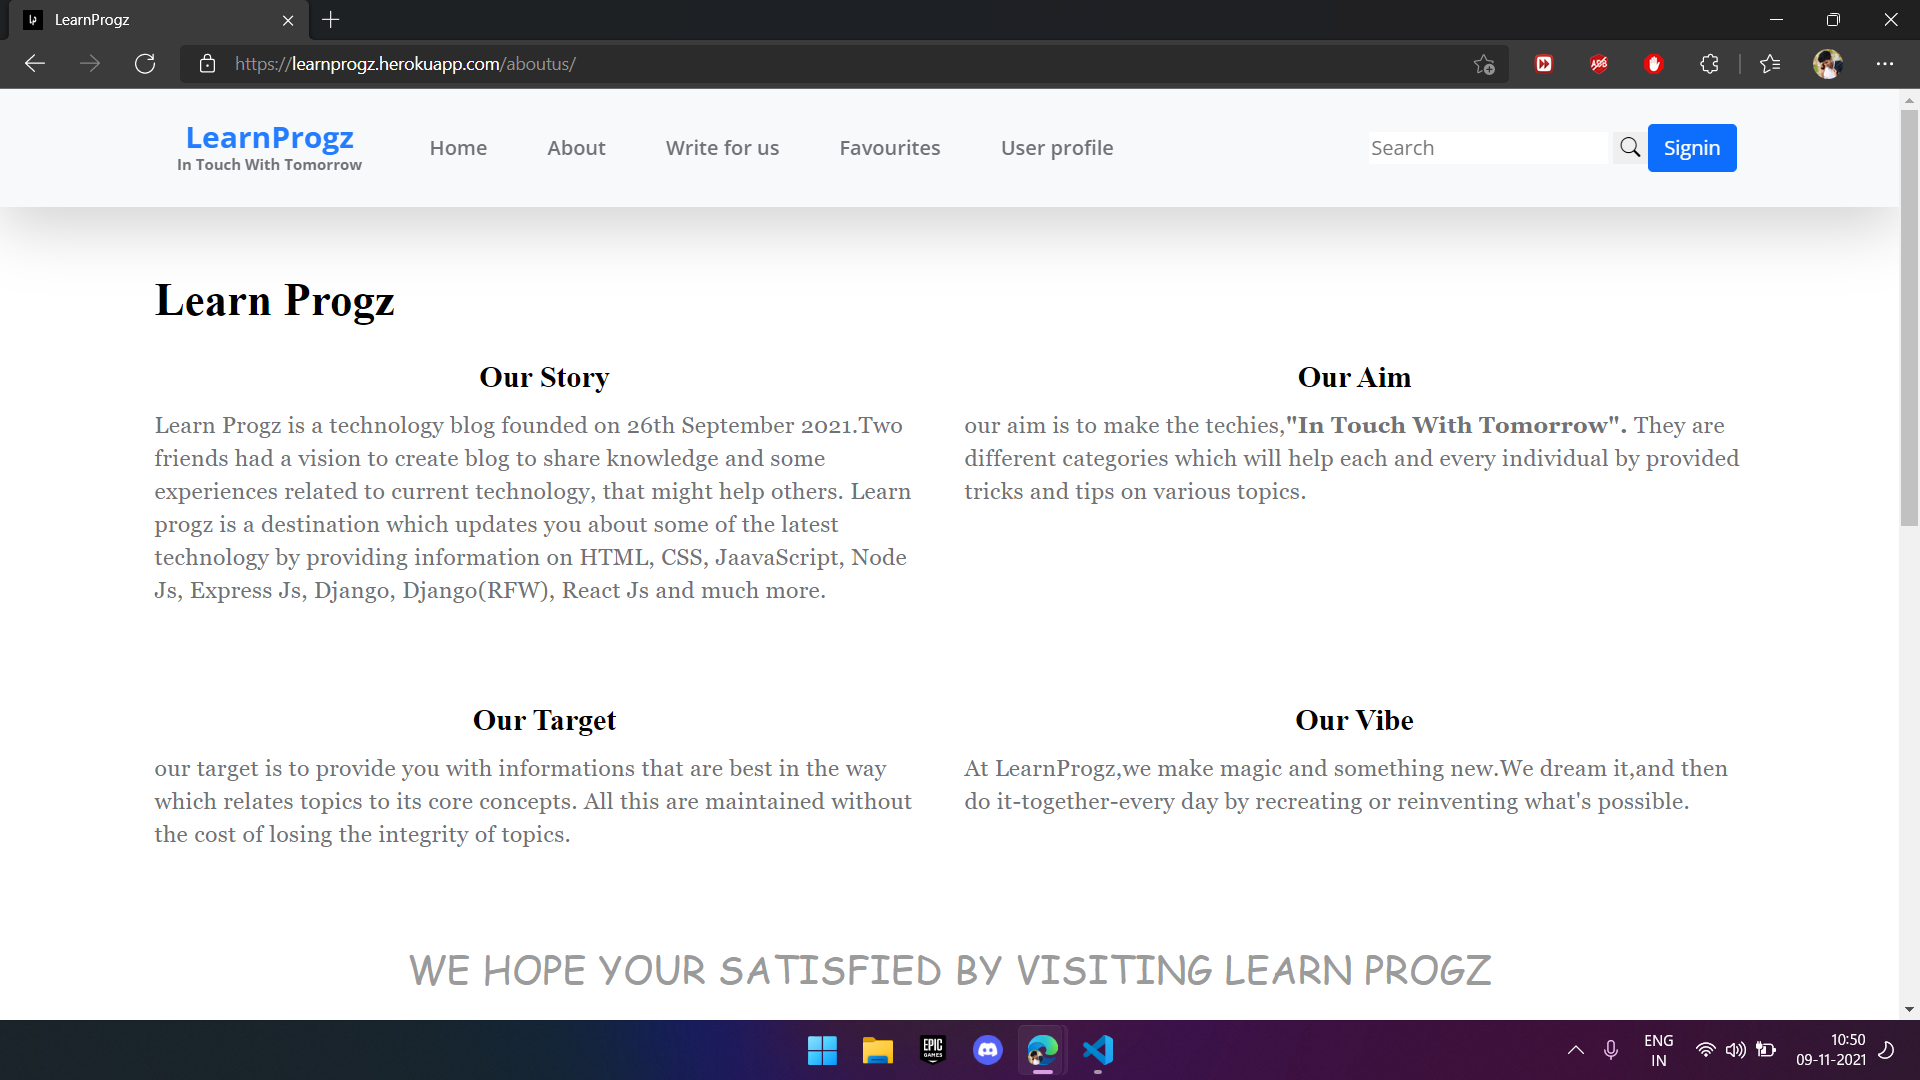 LearnProgz
https://learnprogz.herokuapp.com/aboutus/
ABP
LearnProgz
In Touch With Tomorrow
Home
About
Write for us
Favourites
User profile
Search
Signin
Learn Progz
Our Story
Learn Progz is a technology blog founded on 26th September 2021.Two
friends had a vision to create blog to share knowledge and some
experiences related to current technology, that might help others. Learn
progz is a destination which updates you about some of the latest
technology by providing information on HTML, CSS, JaavaScript, Node
Js, Express Js, Django, Django(RFW), React Js and much more.
Our Aim
our aim is to make the techies,"In Touch With Tomorrow". They are
different categories which will help each and every individual by provided
tricks and tips on various topics.
Our Target
our target is to provide you with informations that are best in the way
which relates topics to its core concepts. All this are maintained without
the cost of losing the integrity of topics.
Our Vibe
At LearnProgz,we make magic and something new.We dream it,and then
do it-together-every day by recreating or reinventing what's possible.
WE HOPE YOUR SATISFIED BY VISITING LEARN PROGZ
EPIC
GAMES
ENG
IN
10:50
09-11-2021